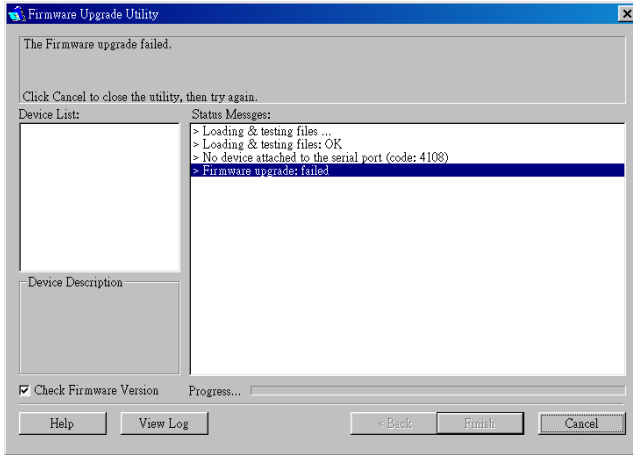 Firmware Upgrade Utility
The Firmware upgrade failed.
Click Cancel to close the utility, then try again.
Device List:
Status Messges:
> Loading & testing files ...
> Loading & testing files: OK
> No device attached to the serial port (code: 4108)
> Firmware upgrade: failed
Device Description
Check Firmware Version
Progress...
Help
View Log
< Back
Finish
Cancel